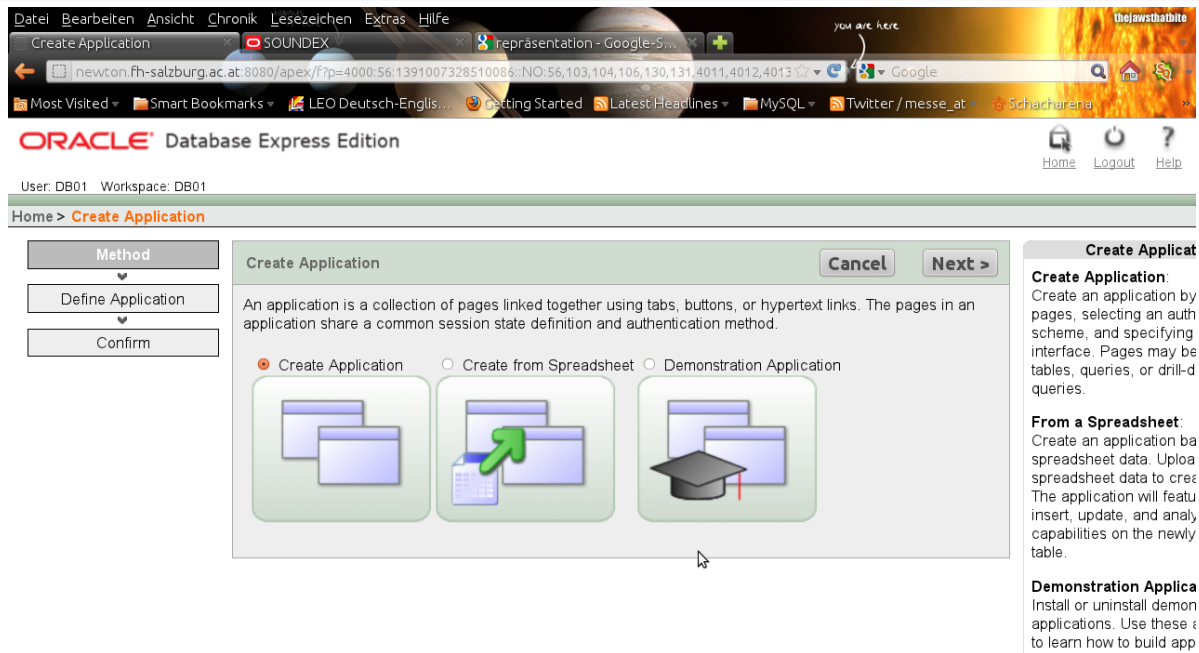 Datei Bearbeiten Ansicht Chronik Lesezeichen Extras Hilfe
you are here
thejawsthatbite
Create Application
SOUNDEX
repräsentation - Google-S...
newton.fh-salzburg.ac.at:8080/apex/f?p=4000:56:1391007328510086::NO:56,103,104,106,130,131,4011,4012,4013
Google
Most Visited
Smart Bookmarks
LEO Deutsch-Englis...
Getting Started
Latest Headlines
MySQL
Twitter / messe_at
Schacharena
»
ORACLE Database Express Edition
Home
Logout
Help
User: DB01 Workspace: DB01
Home > Create Application
Method
Define Application
Confirm
Create Application
Cancel
Next >
An application is a collection of pages linked together using tabs, buttons, or hypertext links. The pages in an
application share a common session state definition and authentication method.
Create Application
Create from Spreadsheet
Demonstration Application
Create Applicat
Create Application:
Create an application by
pages, selecting an auth
scheme, and specifying
interface. Pages may be
tables, queries, or drill-d
queries.
From a Spreadsheet:
Create an application ba
spreadsheet data. Uploa
spreadsheet data to crea
The application will featu
insert, update, and analy
capabilities on the newly
table.
Demonstration Applica
Install or uninstall demon
applications. Use these a
to learn how to build app